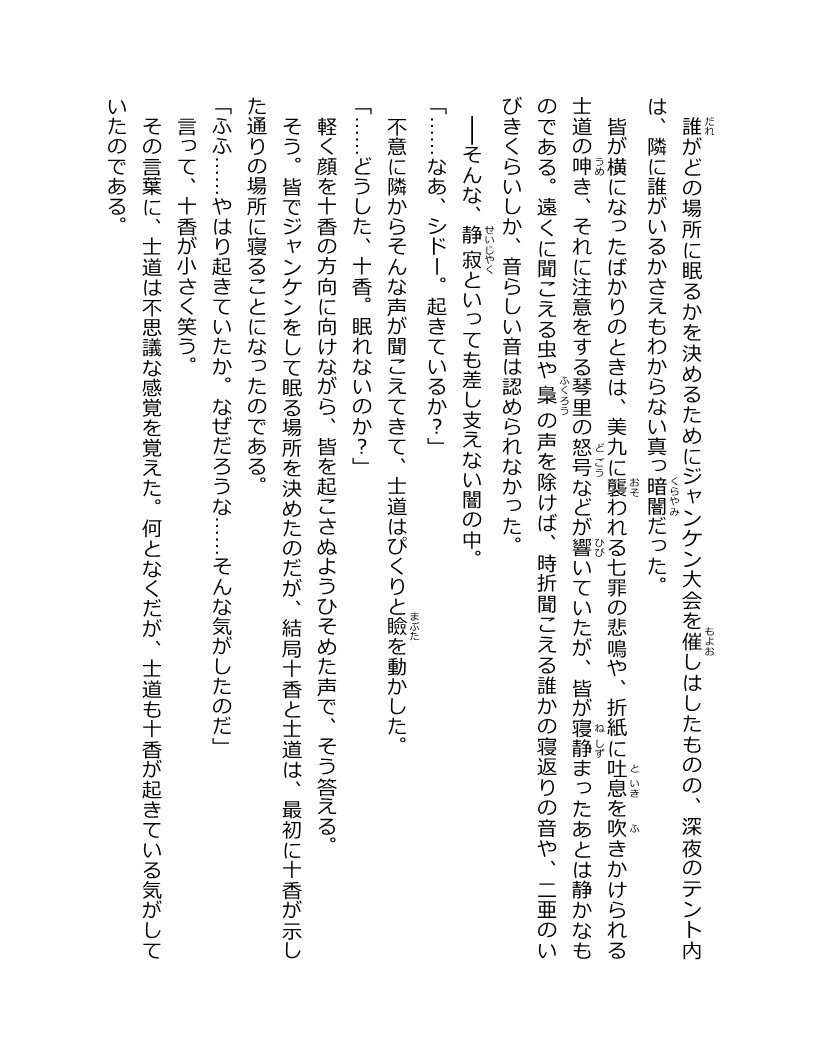 誰がどの場所に眠るかを決めるためにジャンケン大会を催しはしたものの、深夜のテント内
は、隣に誰がいるかさえもわからない真っ暗闇だった。
　皆が横になったばかりのときは、美九に襲われる七罪の悲鳴や、折紙に吐息を吹きかけられる
士道の呻き、それに注意をする琴里の怒号などが響いていたが、皆が寝静まったあとは静かなも
のである。遠くに聞こえる虫や梟の声を除けば、時折聞こえる誰かの寝返りの音や、二亜のい
びきくらいしか、音らしい音は認められなかった。
　──そんな、静寂といっても差し支えない闇の中。
「……なあ、シドー。起きているか？」
　不意に隣からそんな声が聞こえてきて、士道はぴくりと瞼を動かした。
「……どうした、十香。眠れないのか？」
　軽く顔を十香の方向に向けながら、皆を起こさぬようひそめた声で、そう答える。
　そう。皆でジャンケンをして眠る場所を決めたのだが、結局十香と士道は、最初に十香が示し
た通りの場所に寝ることになったのである。
「ふふ……やはり起きていたか。なぜだろうな……そんな気がしたのだ」
　言って、十香が小さく笑う。
　その言葉に、士道は不思議な感覚を覚えた。何となくだが、士道も十香が起きている気がして
いたのである。